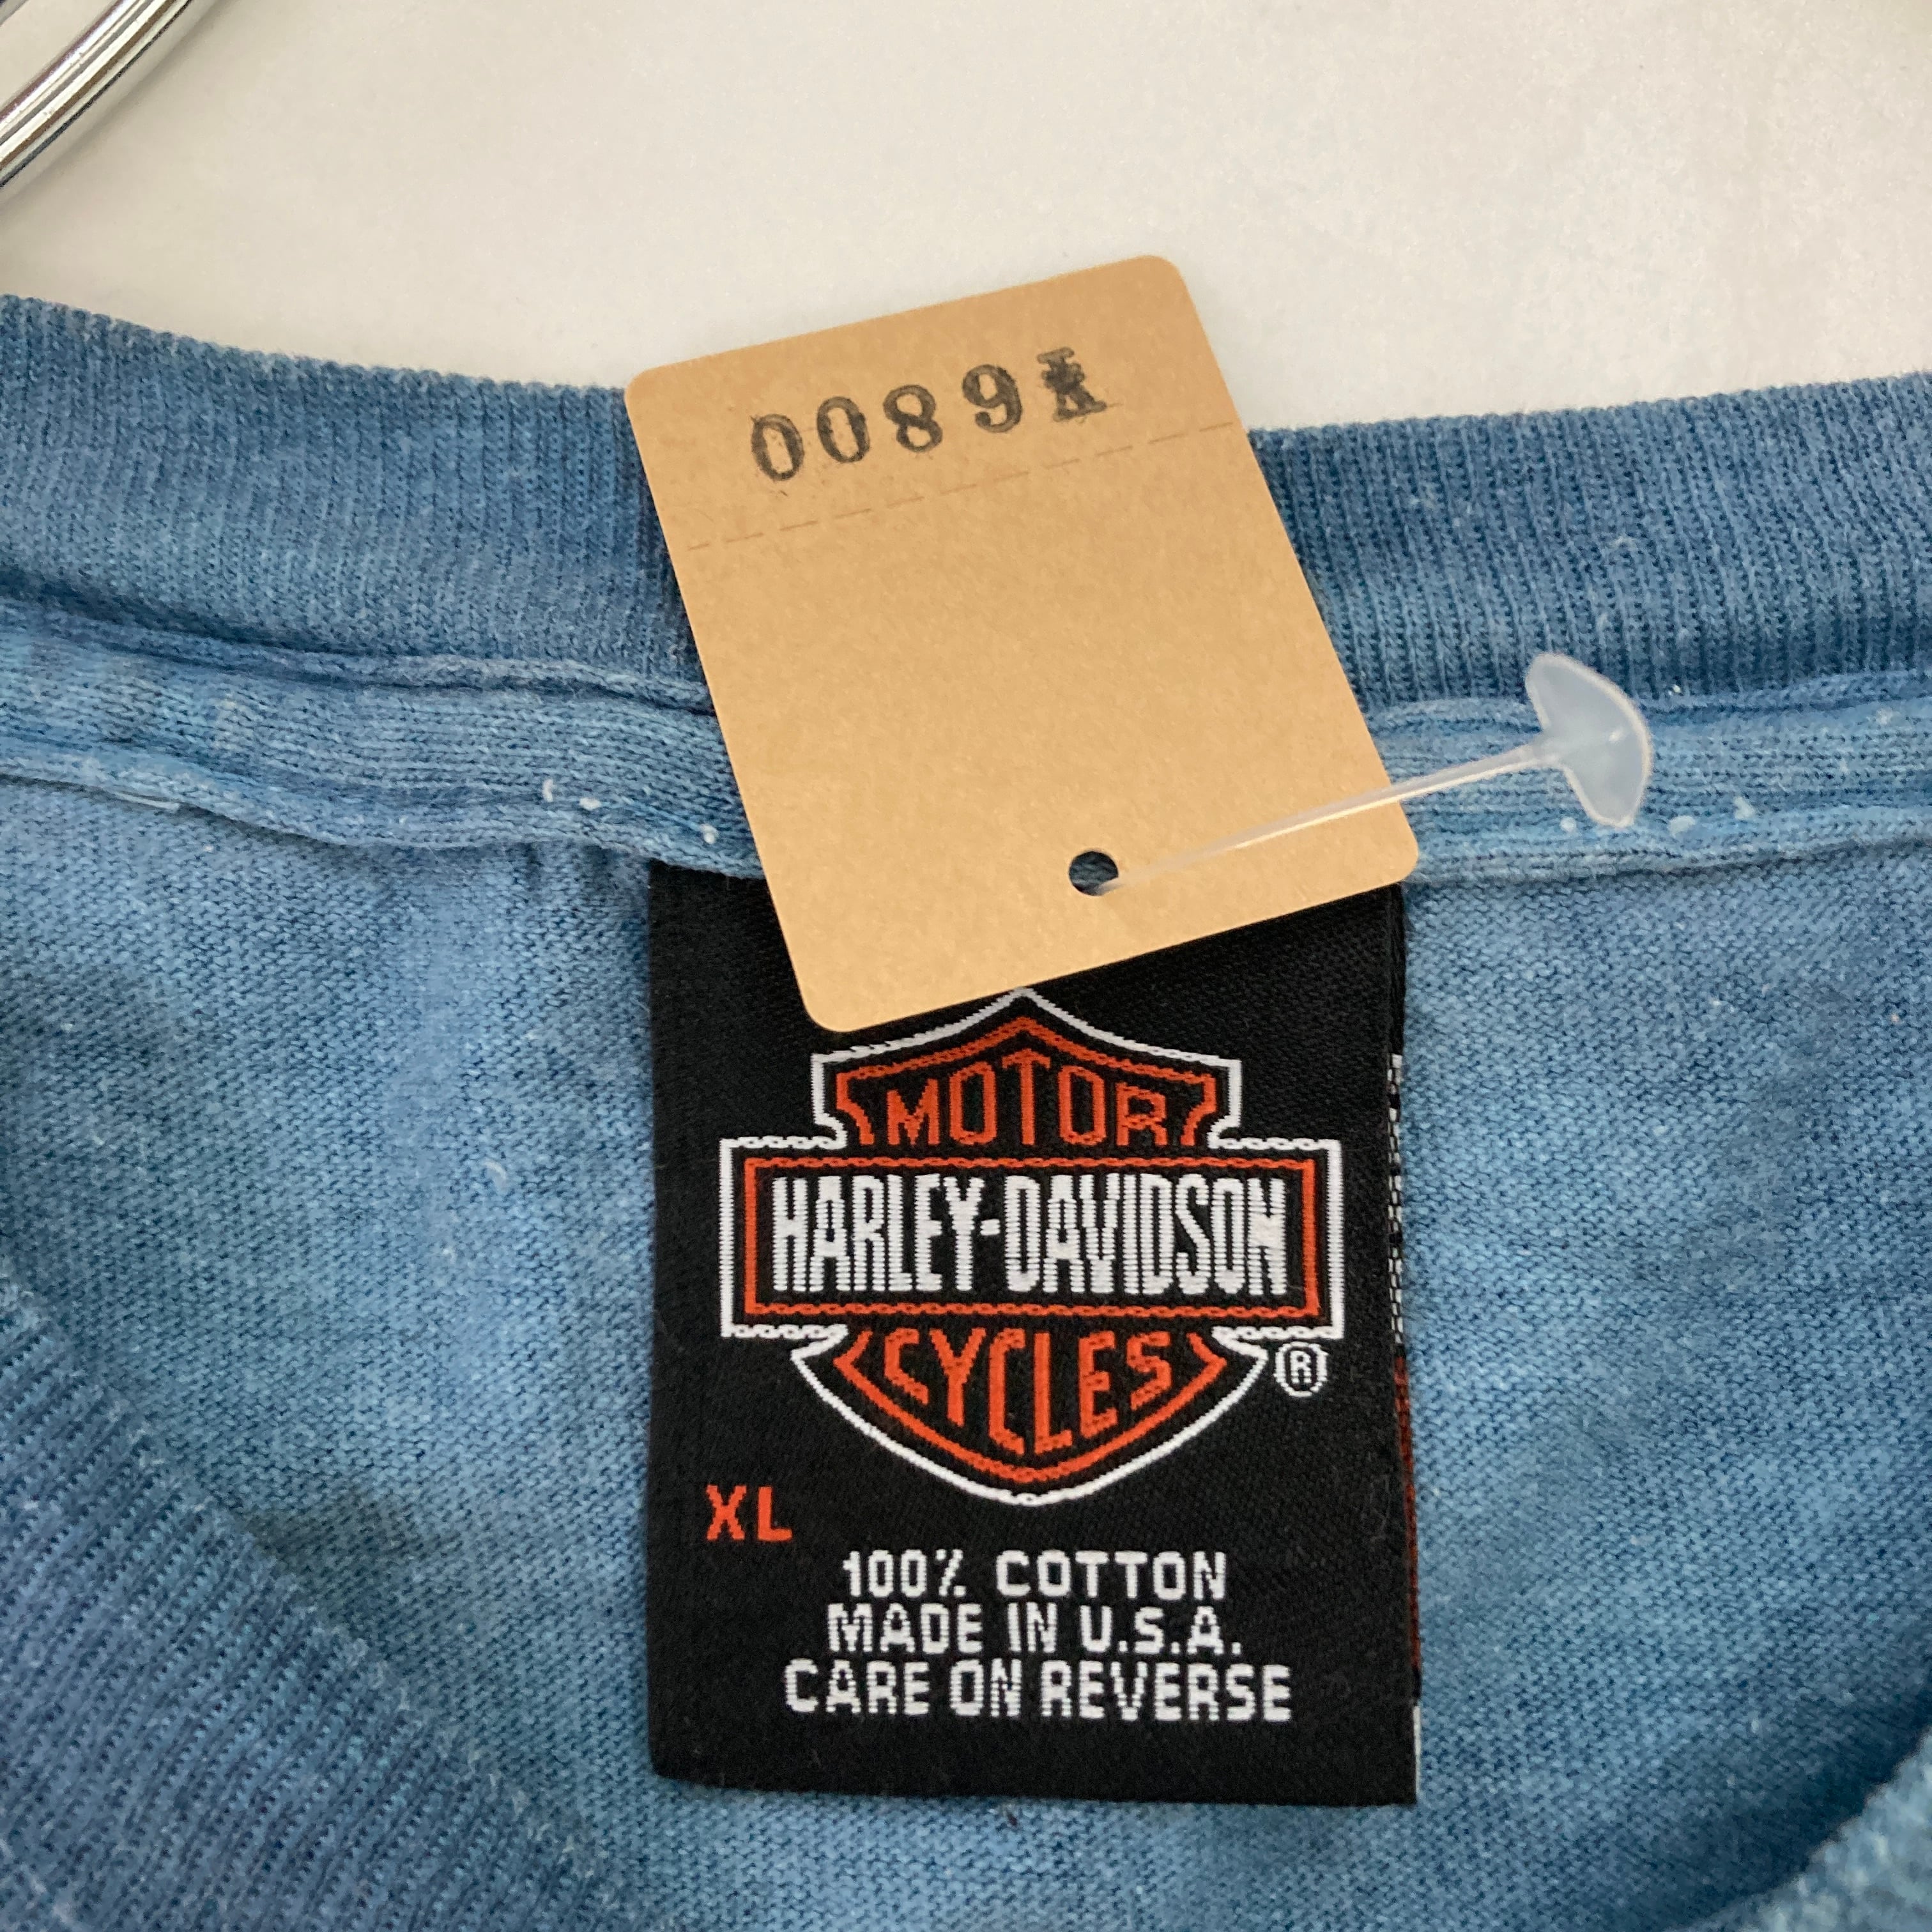 0089
MOTOR
HARLEY-DAVIDSON
CYCLES
®
XL
100% COTTON
MADE IN U.S.A.
CARE ON REVERSE